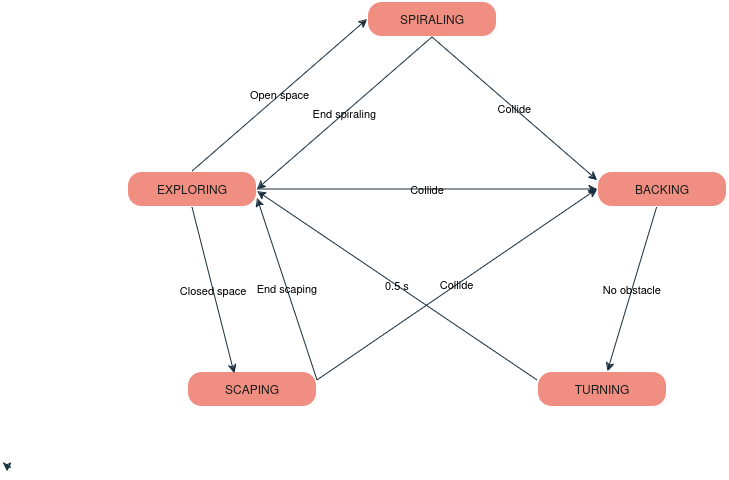 SPIRALING
Open space
End spiraling
Collide
EXPLORING
Collide
BACKING
Closed space
End scaping
0.5 s
Collide
No obstacle
SCAPING
TURNING